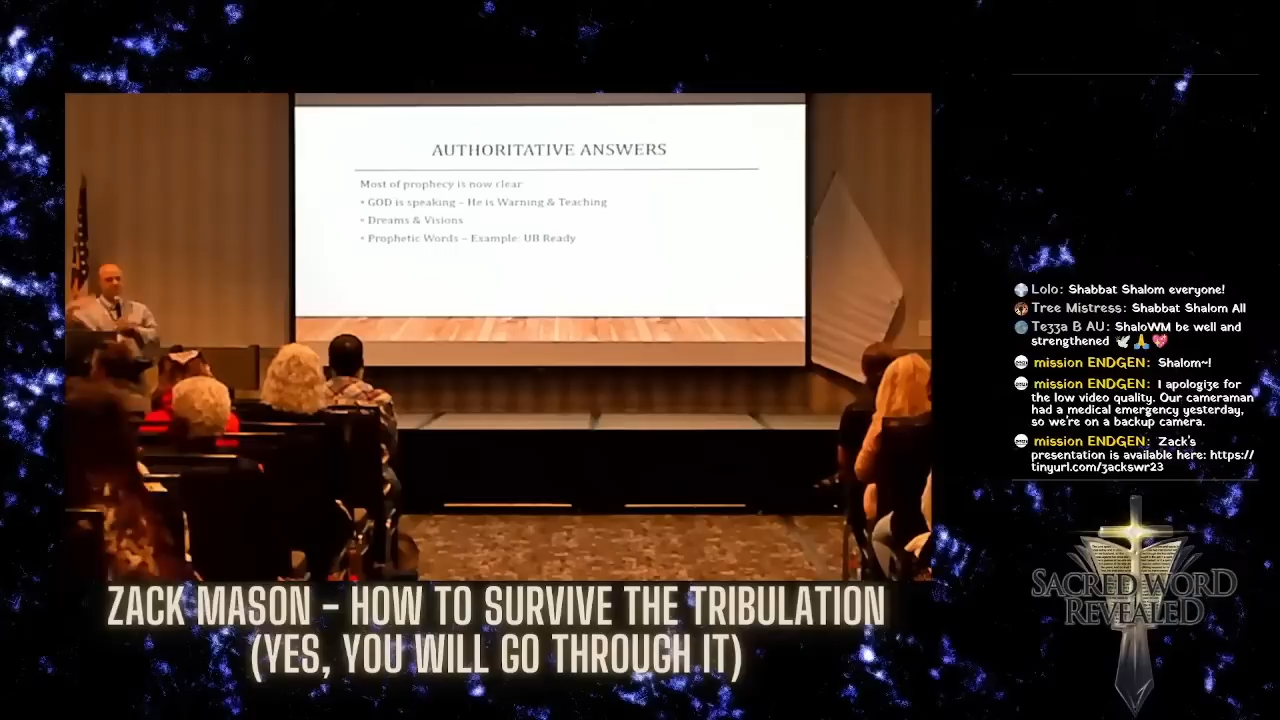 AUTHORITATIVE ANSWERS
Most of prophecy is now clear
• GOD is speaking – He is Warning & Teaching
• Dreams & Visions
• Prophetic Words – Example: UB Ready
Lolo: Shabbat Shalom everyone!
Tree Mistress: Shabbat Shalom All
Tezza B AU: ShaloWM be well and
strengthened 🕊️🙏💖
mission ENDGEN: Shalom~!
mission ENDGEN: I apologize for
the low video quality. Our cameraman
had a medical emergency yesterday,
so we're on a backup camera.
mission ENDGEN: Zack's
presentation is available here: https://
tinyurl.com/zackswr23
SACRED WORD
REVEALED
ZACK MASON – HOW TO SURVIVE THE TRIBULATION
(YES, YOU WILL GO THROUGH IT)